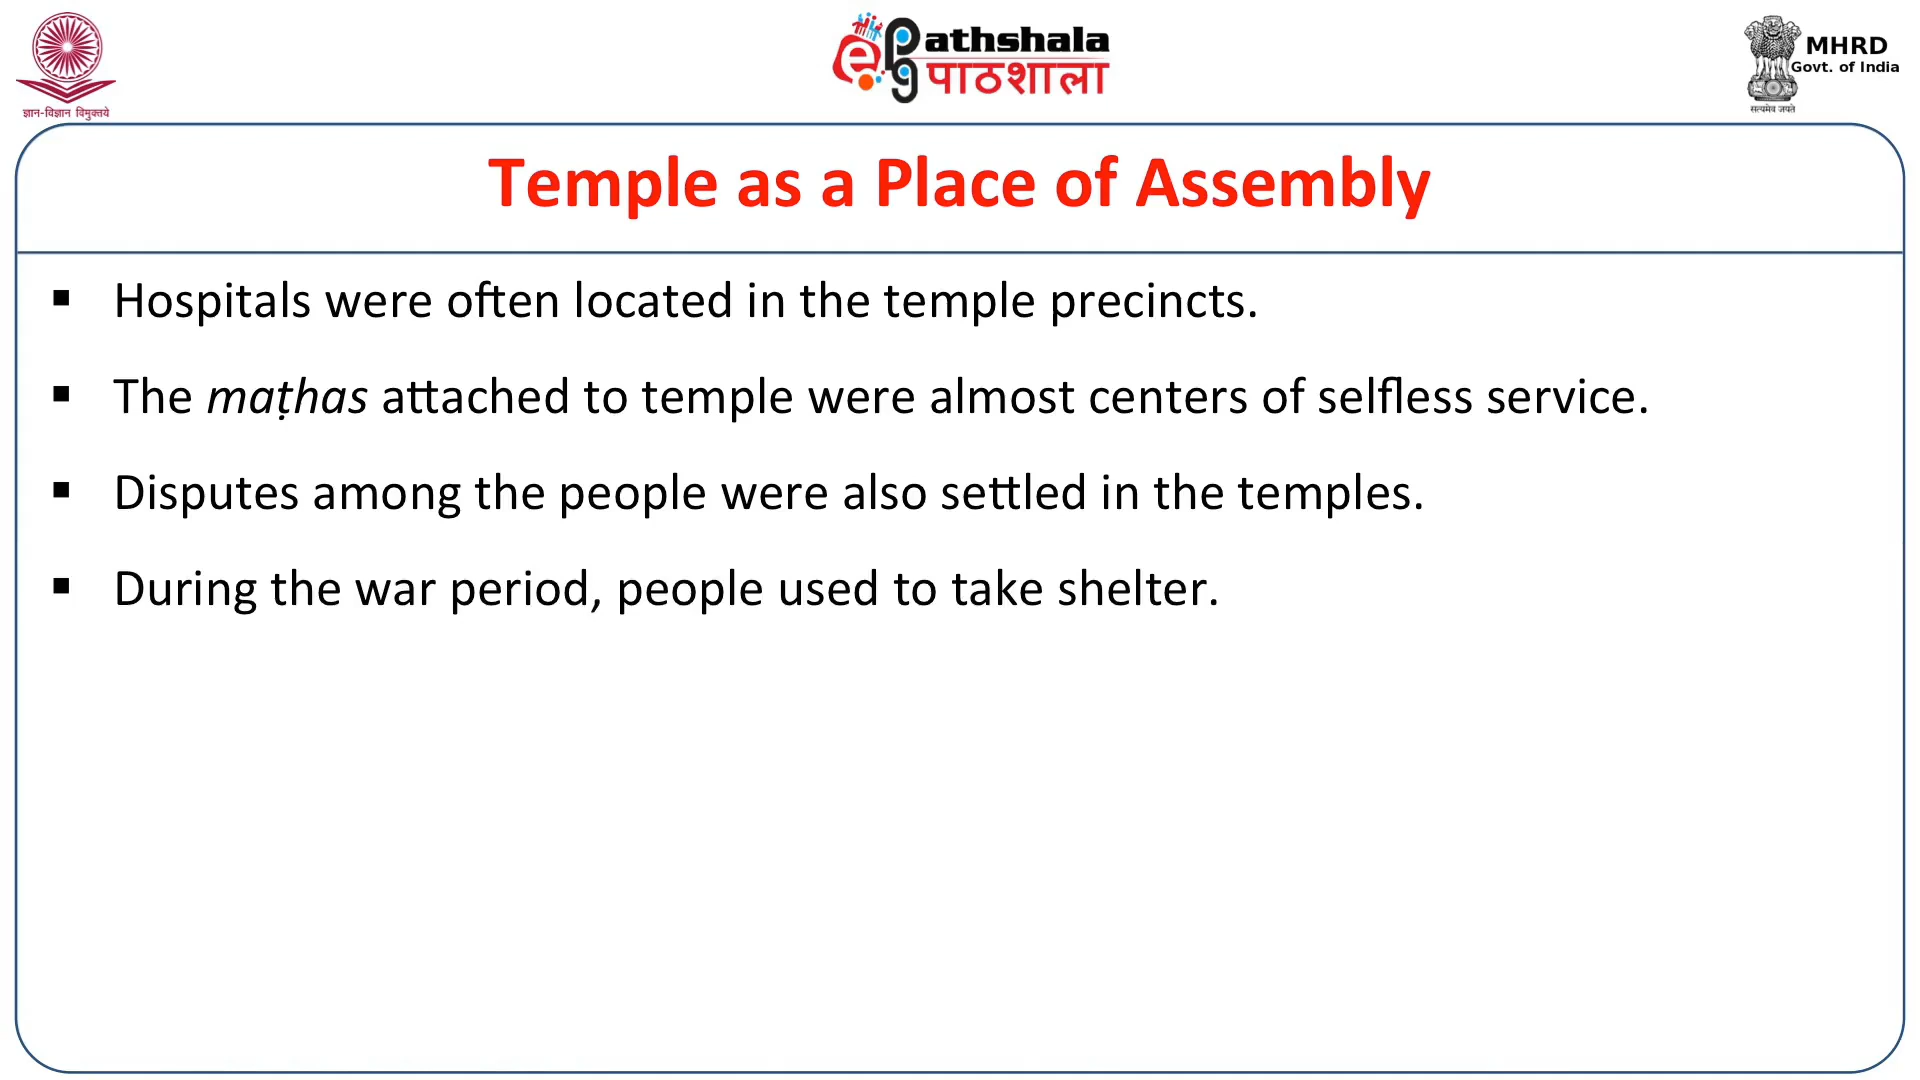 ज्ञान-विज्ञान विमुक्तये
e Pg Pathshala
पाठशाला
MHRD
Govt. of India
सत्यमेव जयते
Temple as a Place of Assembly
▪ Hospitals were often located in the temple precincts.
▪ The maṭhas attached to temple were almost centers of selfless service.
▪ Disputes among the people were also settled in the temples.
▪ During the war period, people used to take shelter.